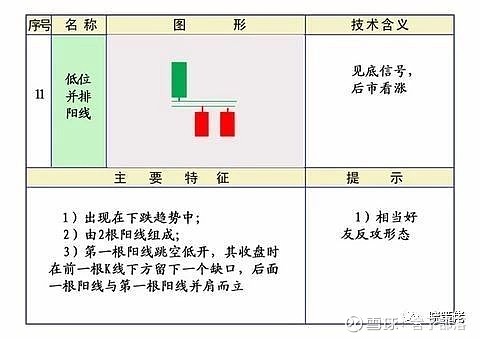 序号 名称 图形 技术含义
11
低位
并排
阳线
见底信号，
后市看涨
主要特征 提示
1）出现在下跌趋势中；
2）由2根阳线组成；
3）第一根阳线跳空低开，其收盘时
在前一根K线下方留下一个缺口，后面
一根阳线与第一根阳线并肩而立
1）相当好
友反攻形态